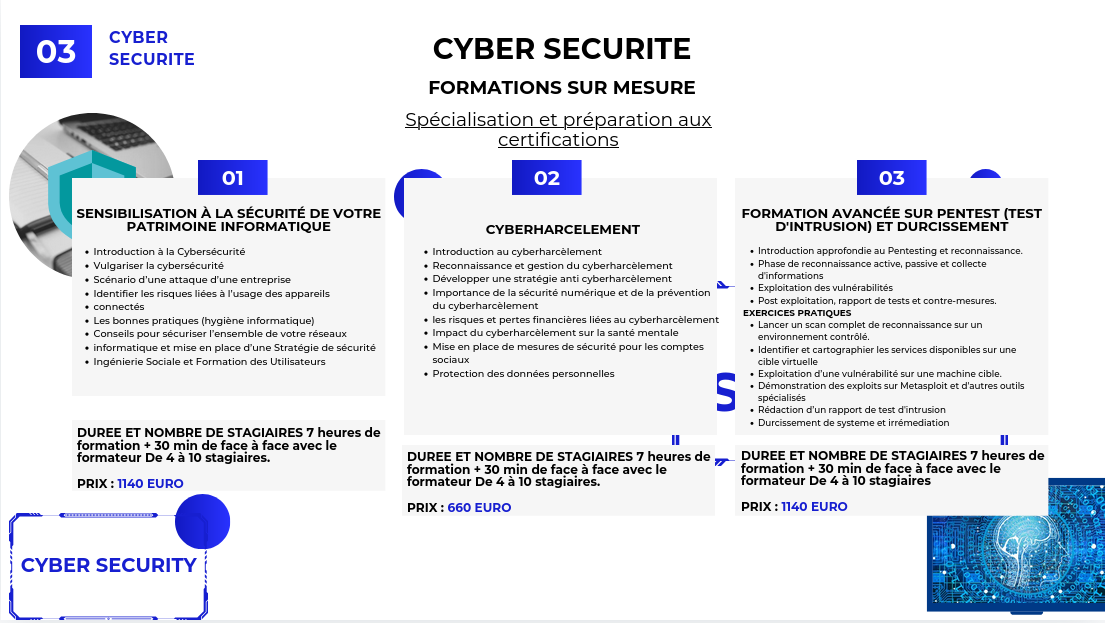 03
CYBER
SECURITE
CYBER SECURITE
FORMATIONS SUR MESURE
Spécialisation et préparation aux
certifications
01
SENSIBILISATION À LA SÉCURITÉ DE VOTRE
PATRIMOINE INFORMATIQUE
• Introduction à la Cybersécurité
• Vulgariser la cybersécurité
• Scénario d'une attaque d'une entreprise
• Identifier les risques liées à l'usage des appareils
• connectés
• Les bonnes pratiques (hygiène informatique)
• Conseils pour sécuriser l'ensemble de votre réseaux
• informatique et mise en place d'une Stratégie de sécurité
• Ingénierie Sociale et Formation des Utilisateurs
DUREE ET NOMBRE DE STAGIAIRES 7 heures de
formation + 30 min de face à face avec le
formateur De 4 à 10 stagiaires.
PRIX : 1140 EURO
02
CYBERHARCELEMENT
• Introduction au cyberharcèlement
• Reconnaissance et gestion du cyberharcèlement
• Développer une stratégie anti cyberharcèlement
• Importance de la sécurité numérique et de la prévention
du cyberharcèlement
• les risques et pertes financières liées au cyberharcèlement
• Impact du cyberharcèlement sur la santé mentale
• Mise en place de mesures de sécurité pour les comptes
sociaux
• Protection des données personnelles
DUREE ET NOMBRE DE STAGIAIRES 7 heures de
formation + 30 min de face à face avec le
formateur De 4 à 10 stagiaires.
PRIX : 660 EURO
03
FORMATION AVANCÉE SUR PENTEST (TEST
D'INTRUSION) ET DURCISSEMENT
• Introduction approfondie au Pentesting et reconnaissance.
• Phase de reconnaissance active, passive et collecte
d'informations
• Exploitation des vulnérabilités
• Post exploitation, rapport de tests et contre-mesures.
EXERCICES PRATIQUES
• Lancer un scan complet de reconnaissance sur un
environnement contrôlé.
• Identifier et cartographier les services disponibles sur une
cible virtuelle
• Exploitation d'une vulnérabilité sur une machine cible.
• Démonstration des exploits sur Metasploit et d'autres outils
spécialisés
• Rédaction d'un rapport de test d'intrusion
• Durcissement de systeme et irrémediation
DUREE ET NOMBRE DE STAGIAIRES 7 heures de
formation + 30 min de face à face avec le
formateur De 4 à 10 stagiaires
PRIX : 1140 EURO
S
CYBER SECURITY